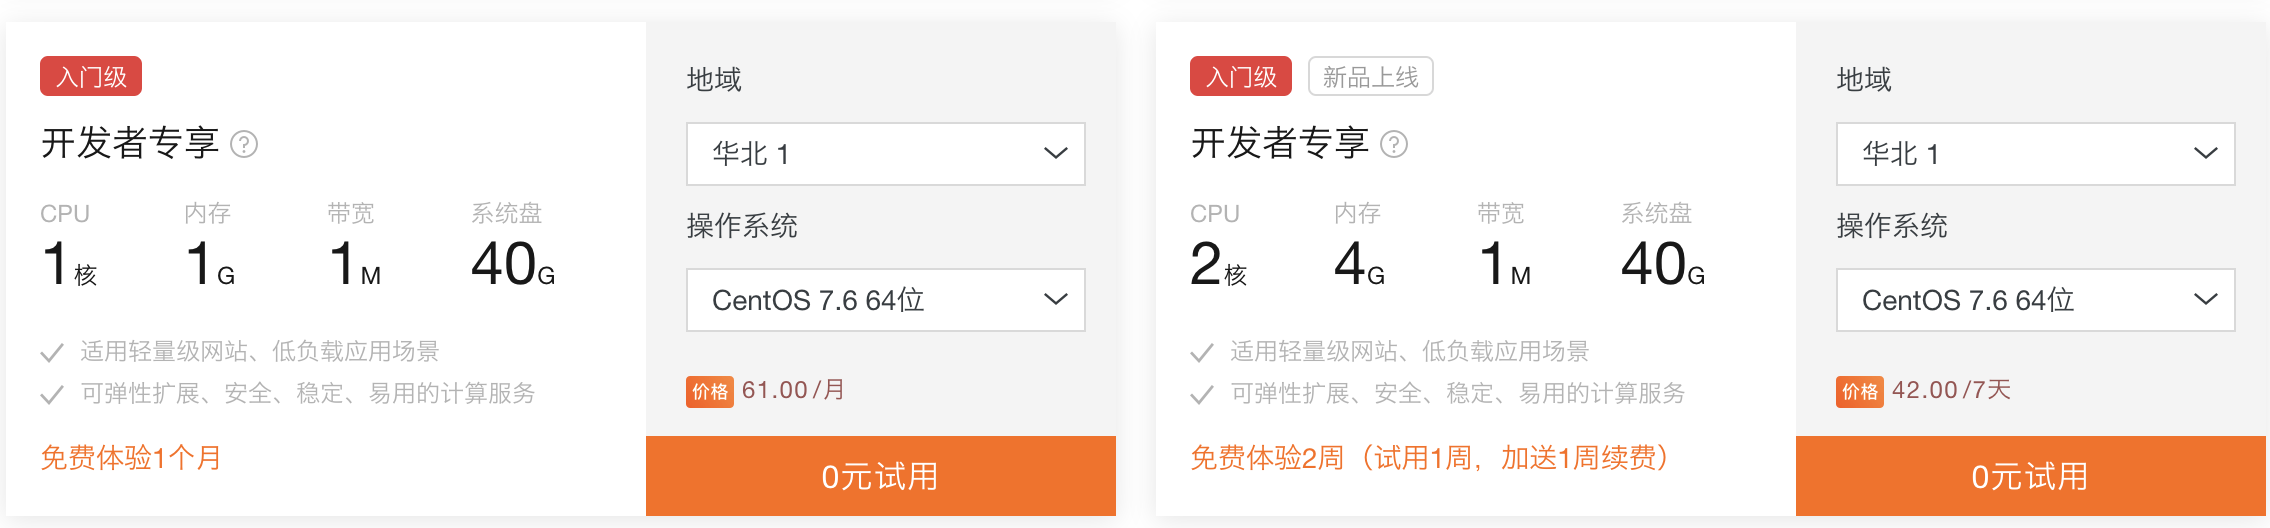 入门级
开发者专享 ?
CPU 内存 带宽 系统盘
1核 1G 1M 40G
适用轻量级网站、低负载应用场景
可弹性扩展、安全、稳定、易用的计算服务
免费体验1个月
地域
华北 1
操作系统
CentOS 7.6 64位
价格 61.00 /月
0元试用
入门级 新品上线
开发者专享 ?
CPU 内存 带宽 系统盘
2核 4G 1M 40G
适用轻量级网站、低负载应用场景
可弹性扩展、安全、稳定、易用的计算服务
免费体验2周（试用1周，加送1周续费）
地域
华北 1
操作系统
CentOS 7.6 64位
价格 42.00 /7天
0元试用